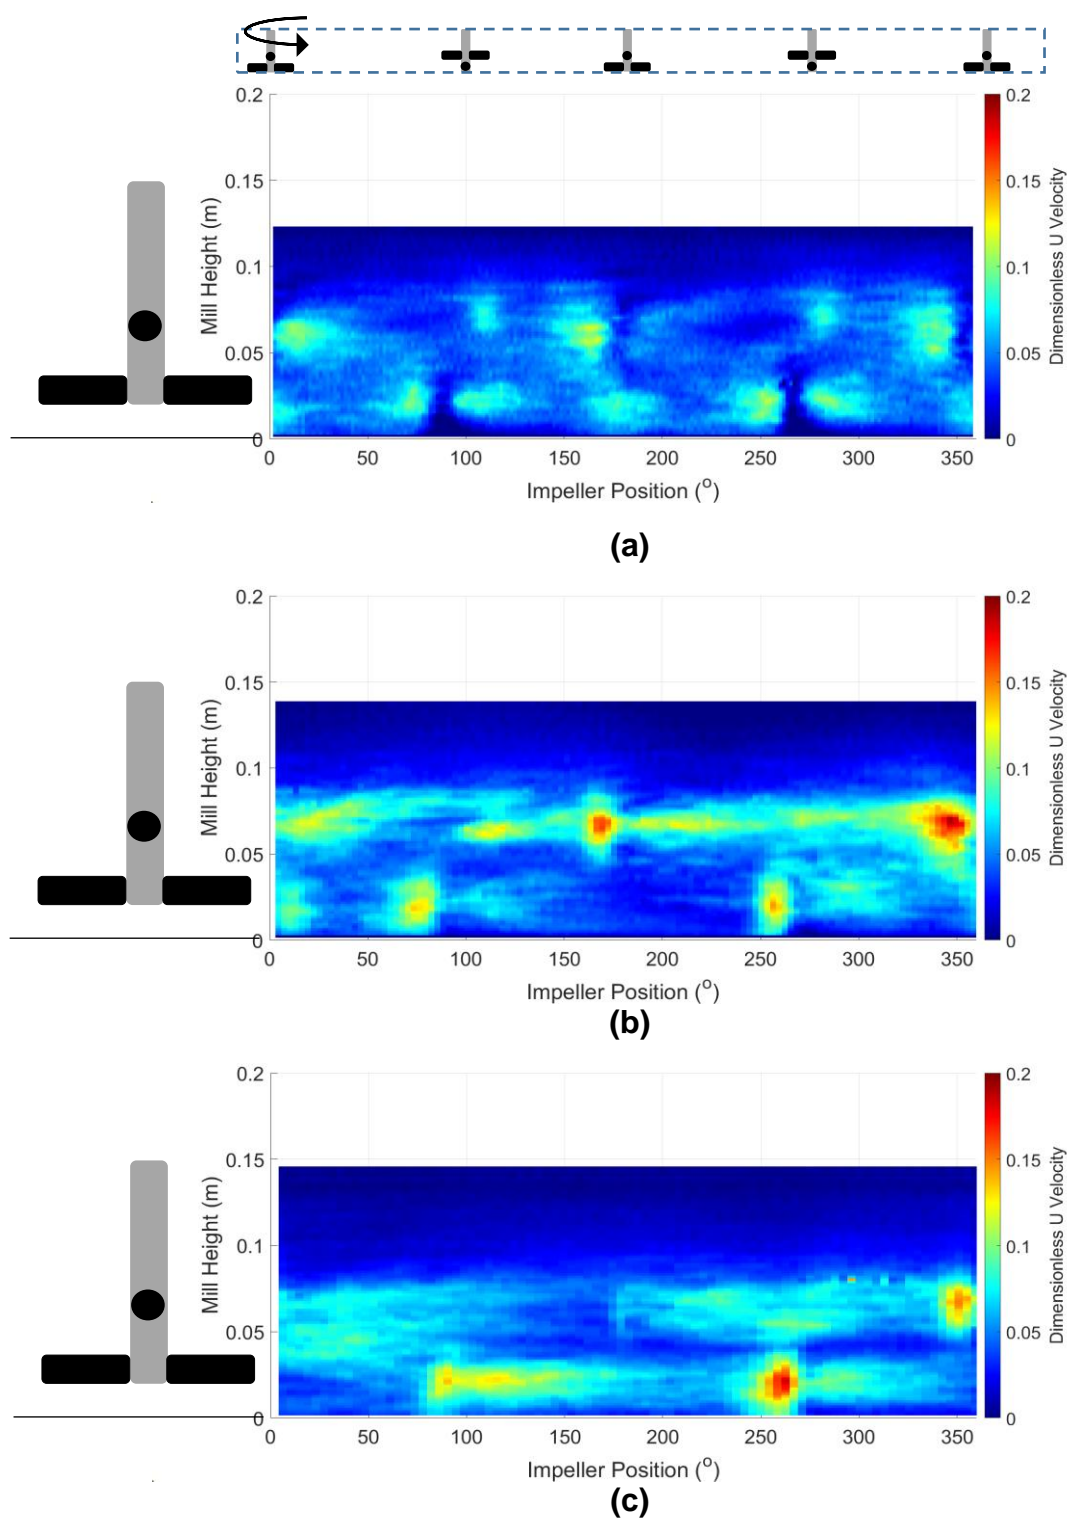 0.2
0.15
0.1
0.05
0
Mill Height (m)
0 50 100 150 200 250 300 350
Impeller Position (o)
0.2
0.15
0.1
0.05
0
Dimensionless U Velocity
(a)
0.2
0.15
0.1
0.05
0
Mill Height (m)
0 50 100 150 200 250 300 350
Impeller Position (o)
0.2
0.15
0.1
0.05
0
Dimensionless U Velocity
(b)
0.2
0.15
0.1
0.05
0
Mill Height (m)
0 50 100 150 200 250 300 350
Impeller Position (o)
0.2
0.15
0.1
0.05
0
Dimensionless U Velocity
(c)